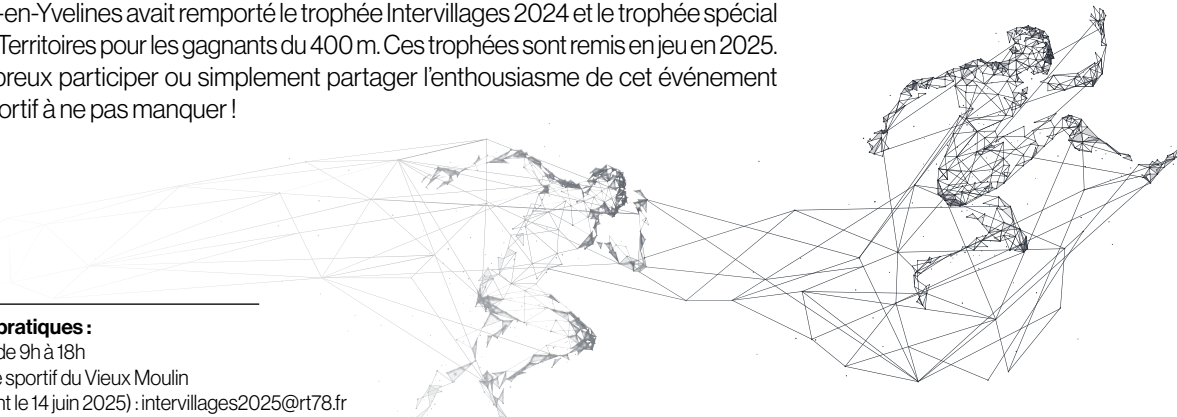 -en-Yvelines avait remporté le trophée Intervillages 2024 et le trophée spécial
Territoires pour les gagnants du 400 m. Ces trophées sont remis en jeu en 2025.
breux participer ou simplement partager l’enthousiasme de cet événement
ortif à ne pas manquer !
pratiques :
de 9h à 18h
e sportif du Vieux Moulin
nt le 14 juin 2025) : intervillages2025@rt78.fr